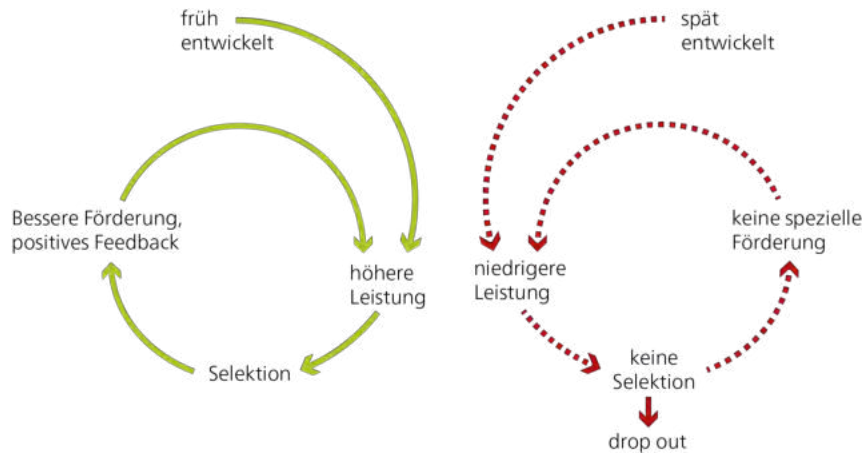 früh
entwickelt
spät
entwickelt
Bessere Förderung,
positives Feedback
höhere
Leistung
niedrigere
Leistung
keine spezielle
Förderung
Selektion
keine
Selektion
drop out